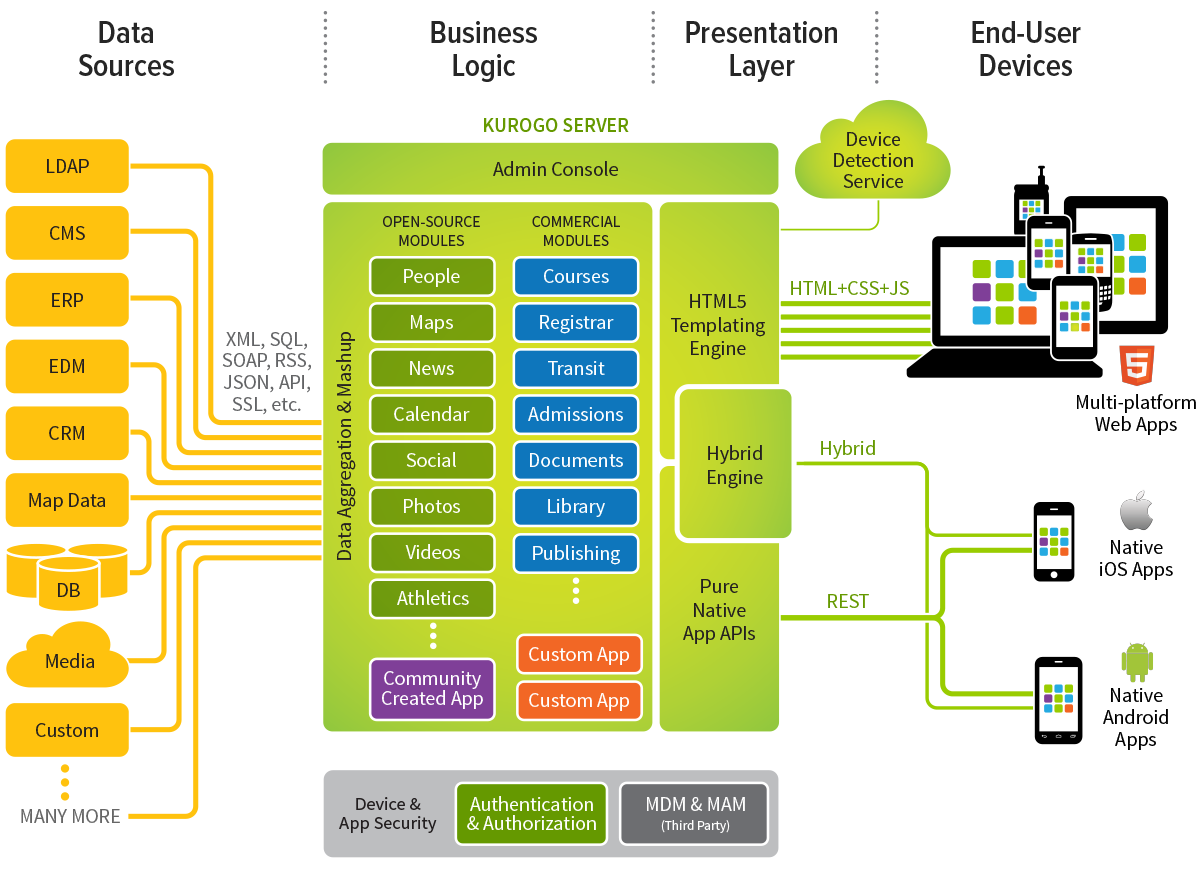 Data
Sources
Business
Logic
Presentation
Layer
End-User
Devices
LDAP
CMS
ERP
EDM
CRM
Map Data
DB
Media
Custom
MANY MORE
XML, SQL,
SOAP, RSS,
JSON, API,
SSL, etc.
KUROGO SERVER
Admin Console
Data Aggregation & Mashup
OPEN-SOURCE
MODULES
People
Maps
News
Calendar
Social
Photos
Videos
Athletics
Community
Created App
COMMERCIAL
MODULES
Courses
Registrar
Transit
Admissions
Documents
Library
Publishing
Custom App
Custom App
HTML5
Templating
Engine
Hybrid
Engine
Pure
Native
App APIs
Device
Detection
Service
HTML+CSS+JS
Hybrid
REST
5
Multi-platform
Web Apps
Native
iOS Apps
Native
Android
Apps
Device &
App Security
Authentication
& Authorization
MDM & MAM
(Third Party)